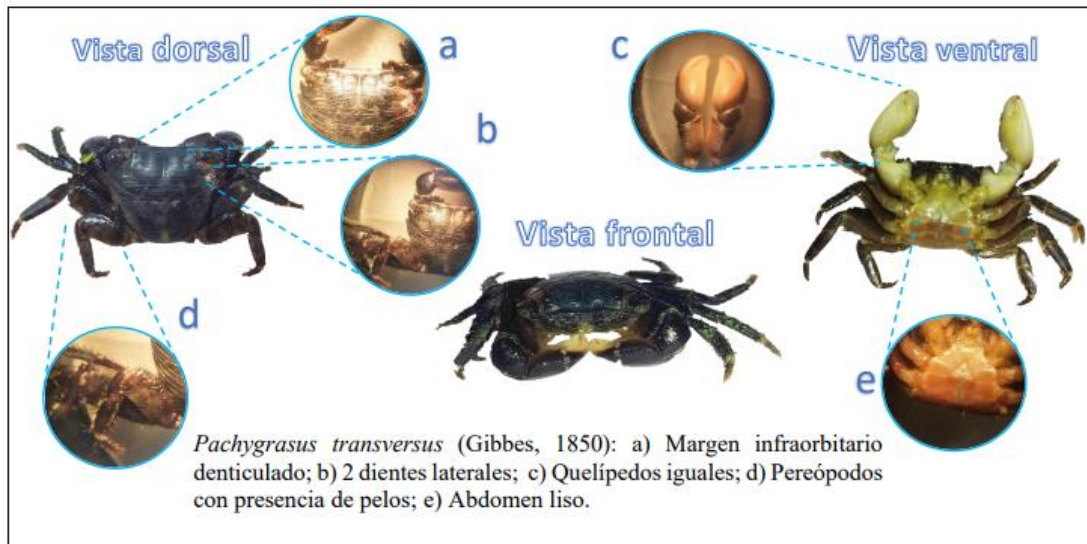 Vista dorsal
a
c
Vista ventral
b
Vista frontal
d
e
Pachygrasus transversus (Gibbes, 1850): a) Margen infraorbitario
denticulado; b) 2 dientes laterales; c) Quelípedos iguales; d) Pereópodos
con presencia de pelos; e) Abdomen liso.